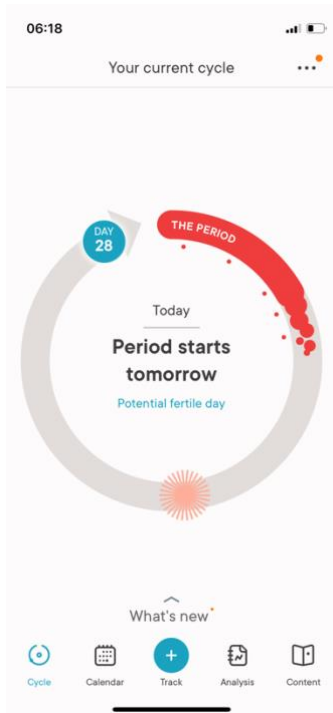 06:18
Your current cycle
DAY
28
THE PERIOD
Today
Period starts
tomorrow
Potential fertile day
What's new
Cycle
Calendar
Track
Analysis
Content